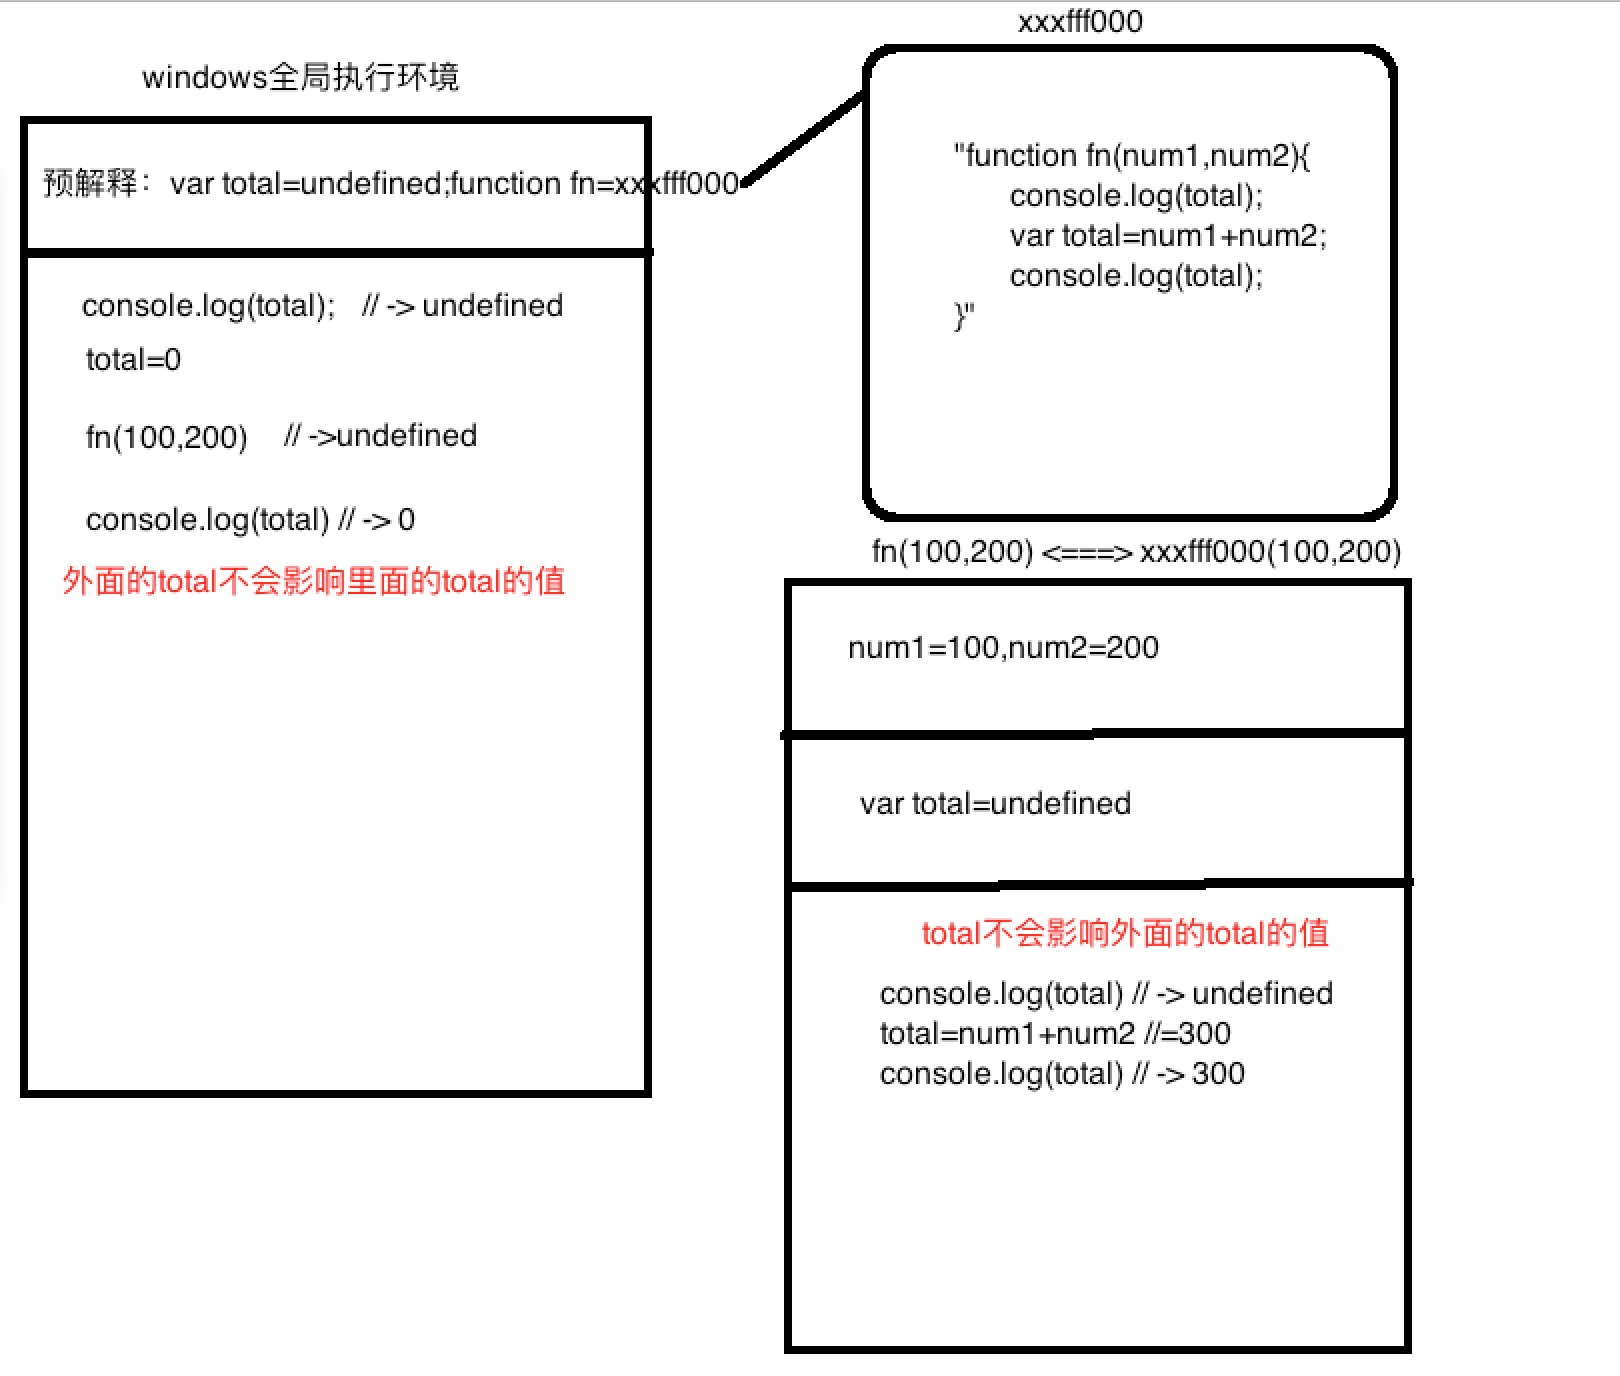 windows全局执行环境
预解释：var total=undefined;function fn=xxxfff000
console.log(total); // -> undefined
total=0
fn(100,200) // ->undefined
console.log(total) // -> 0
外面的total不会影响里面的total的值
xxxfff000
"function fn(num1,num2){
console.log(total);
var total=num1+num2;
console.log(total);
}"
fn(100,200) <===> xxxfff000(100,200)
num1=100,num2=200
var total=undefined
total不会影响外面的total的值
console.log(total) // -> undefined
total=num1+num2 //=300
console.log(total) // -> 300